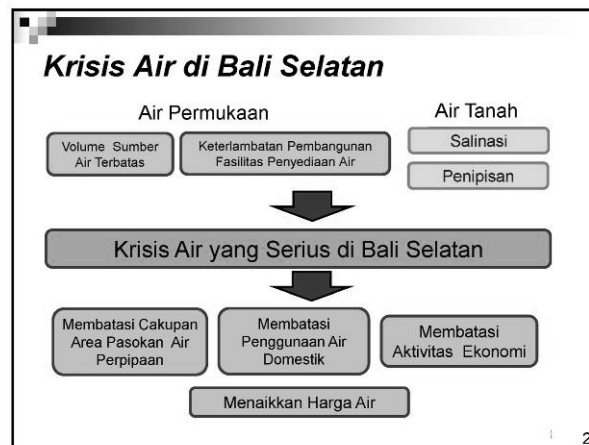 Krisis Air di Bali Selatan
Air Permukaan
Air Tanah
Volume Sumber
Air Terbatas
Keterlambatan Pembangunan
Fasilitas Penyediaan Air
Salinasi
Penipisan
Krisis Air yang Serius di Bali Selatan
Membatasi Cakupan
Area Pasokan Air
Perpipaan
Membatasi
Penggunaan Air
Domestik
Membatasi
Aktivitas Ekonomi
Menaikkan Harga Air
2